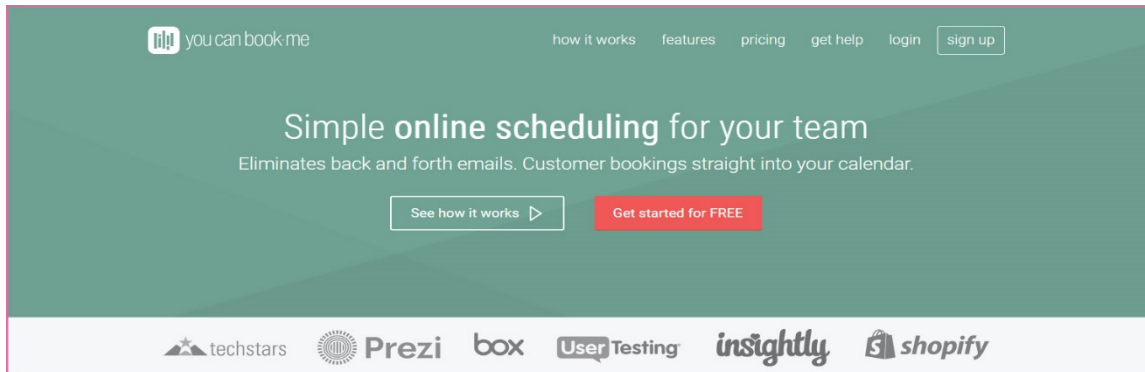 you can book·me
how it works features pricing get help login sign up
Simple online scheduling for your team
Eliminates back and forth emails. Customer bookings straight into your calendar.
See how it works Get started for FREE
techstars Prezi box UserTesting insightly shopify